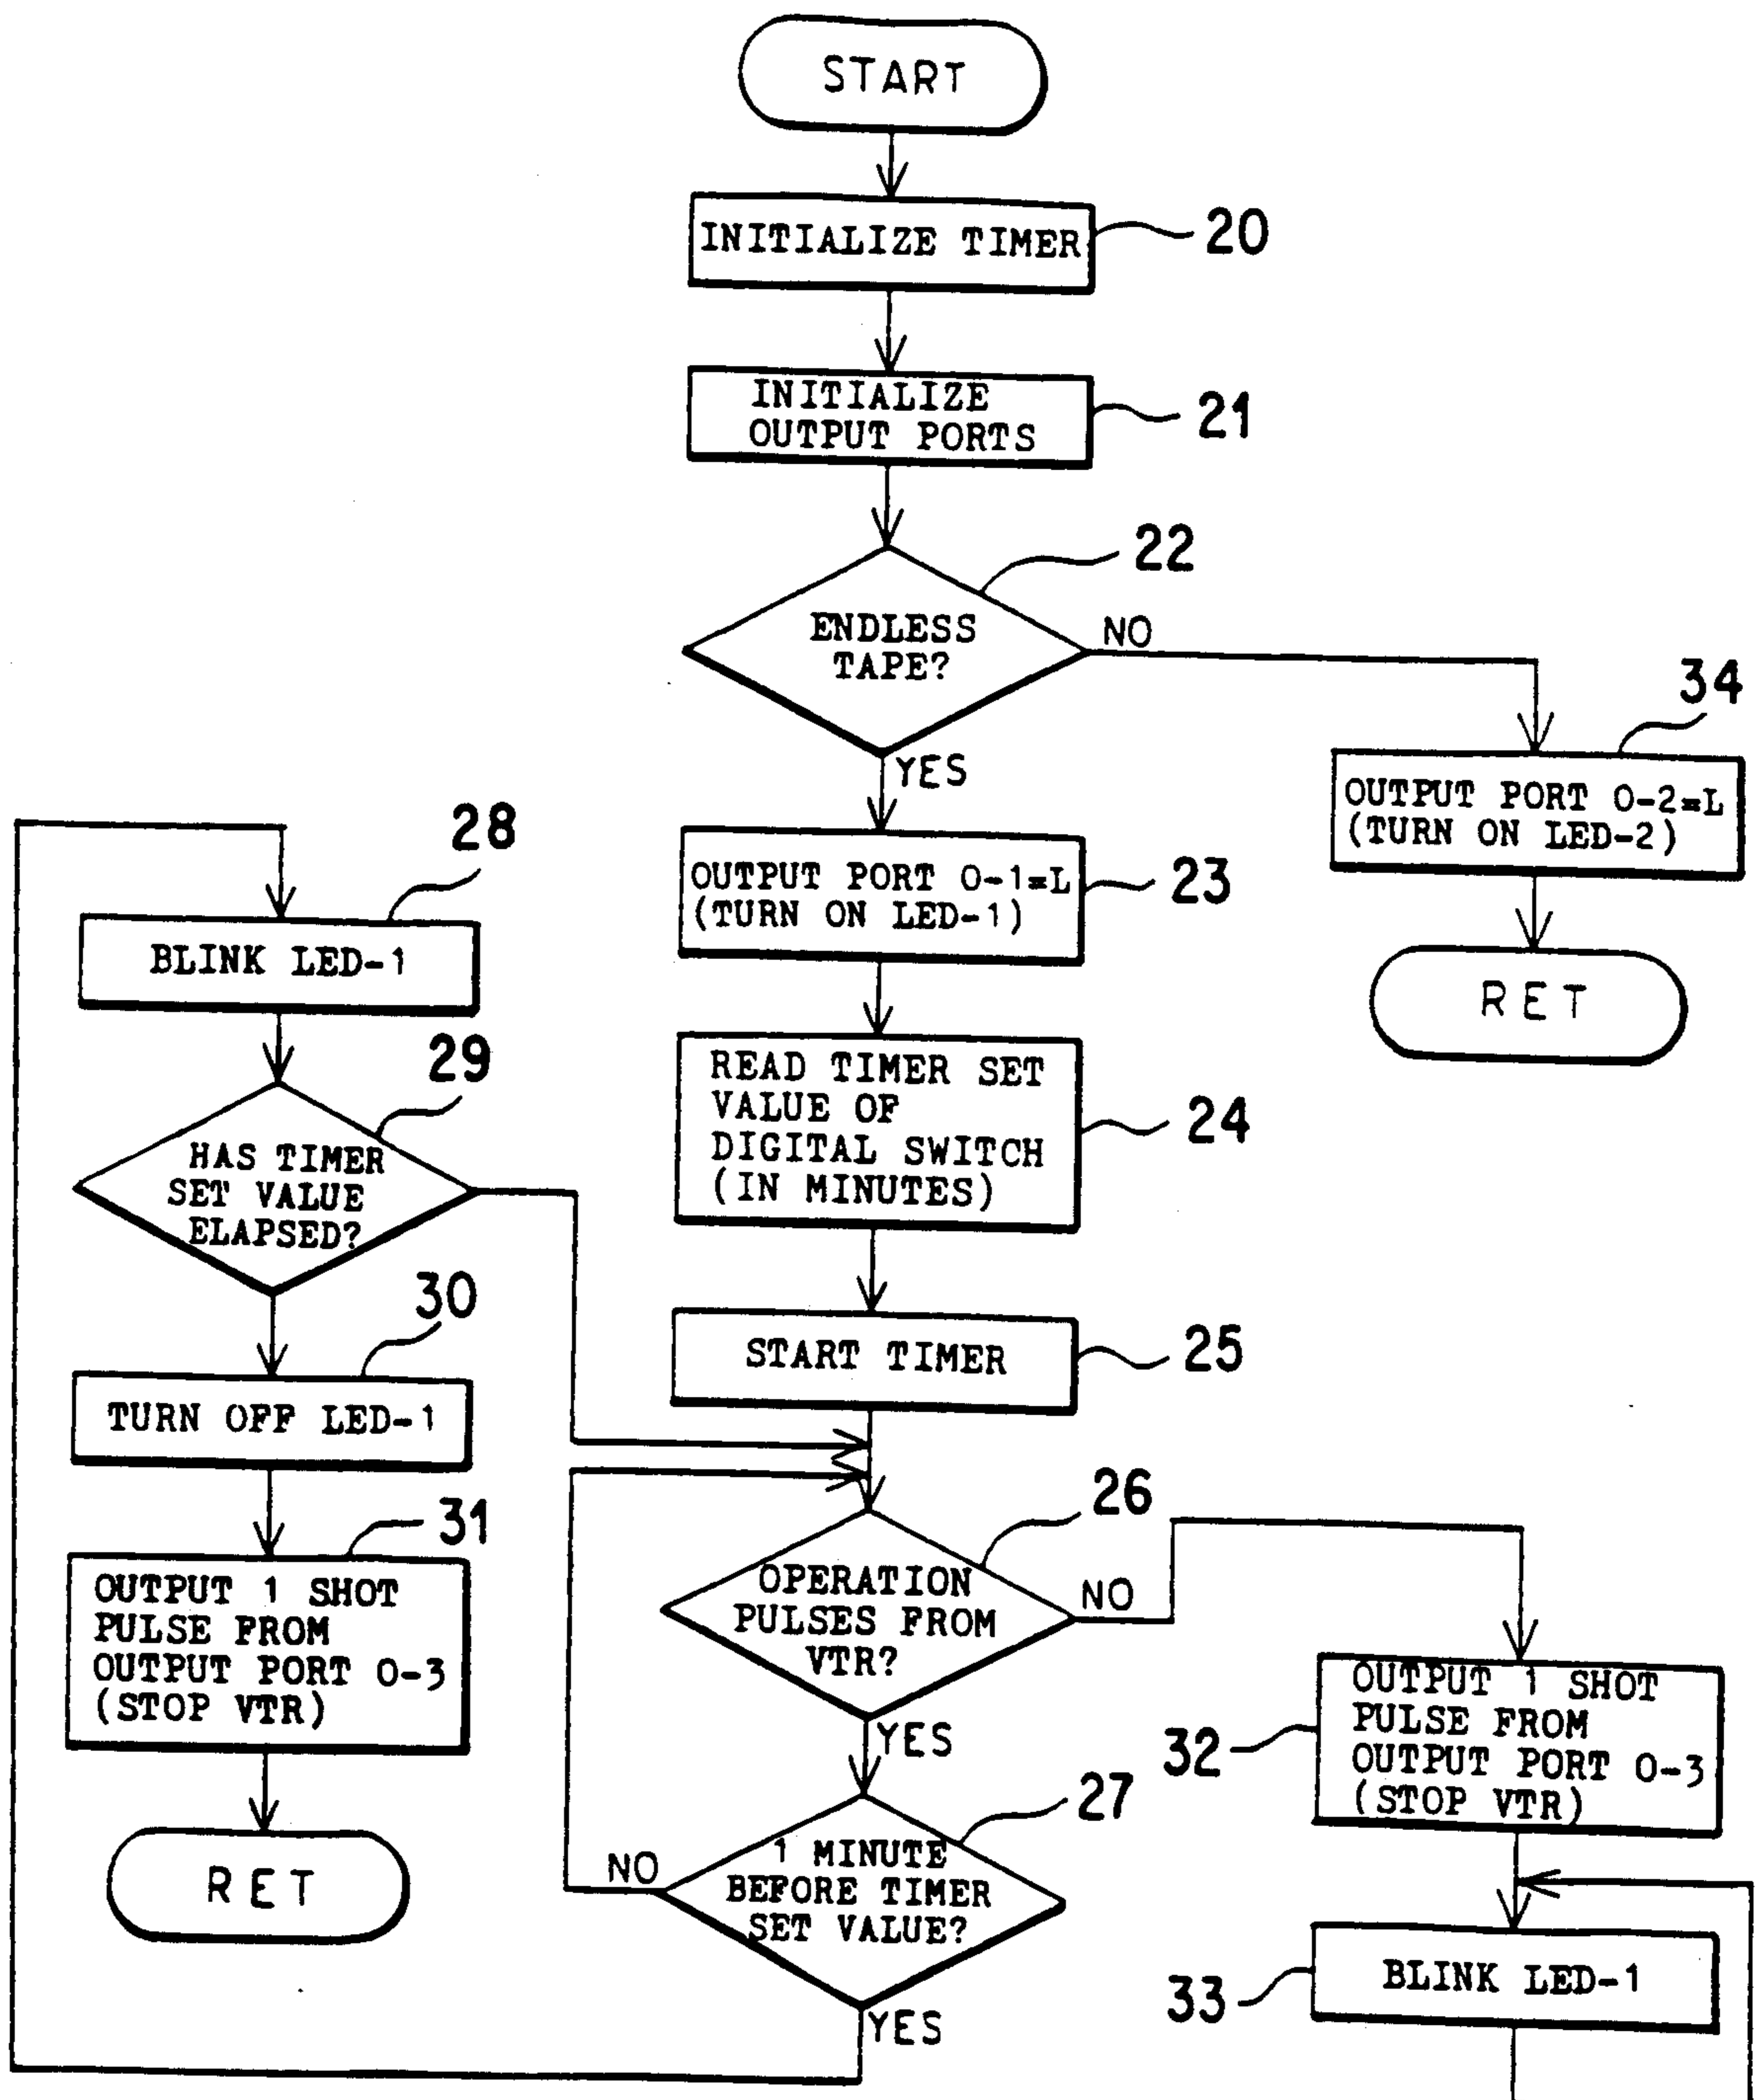 START
INITIALIZE TIMER
20
INITIALIZE
OUTPUT PORTS
21
22
ENDLESS
TAPE?
NO
YES
34
OUTPUT PORT 0-2=L
(TURN ON LED-2)
RET
OUTPUT PORT 0-1=L
(TURN ON LED-1)
23
READ TIMER SET
VALUE OF
DIGITAL SWITCH
(IN MINUTES)
24
START TIMER
25
26
OPERATION
PULSES FROM
VTR?
NO
YES
27
1 MINUTE
BEFORE TIMER
SET VALUE?
NO
YES
28
BLINK LED-1
29
HAS TIMER
SET VALUE
ELAPSED?
30
TURN OFF LED-1
31
OUTPUT 1 SHOT
PULSE FROM
OUTPUT PORT 0-3
(STOP VTR)
RET
32
OUTPUT 1 SHOT
PULSE FROM
OUTPUT PORT 0-3
(STOP VTR)
33
BLINK LED-1